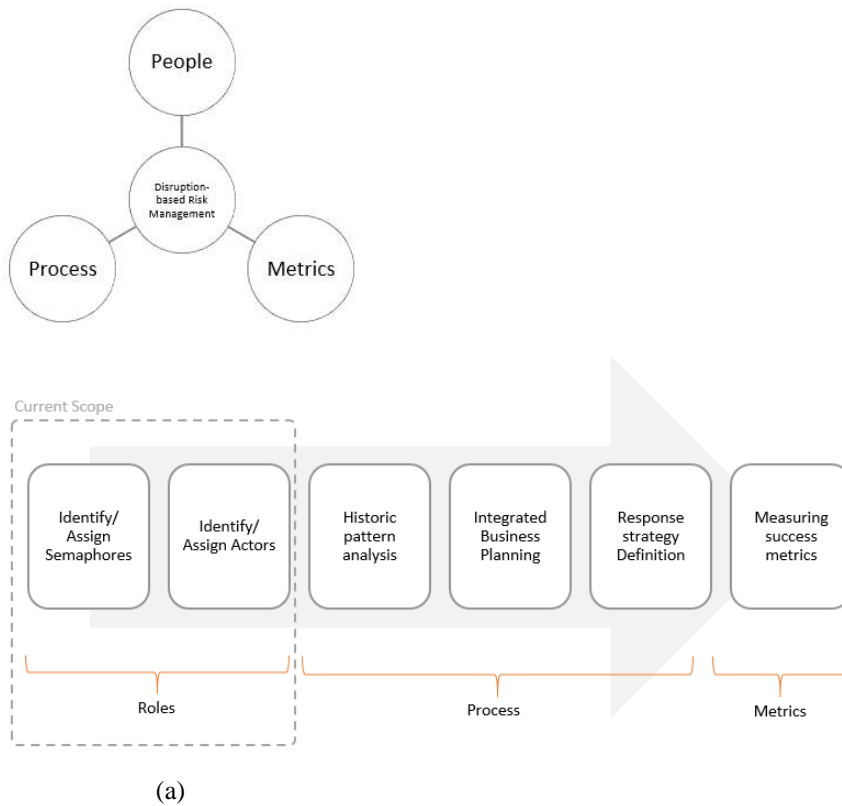 People
Disruption-
based Risk
Management
Process
Metrics
Current Scope
Identify/
Assign
Semaphores
Identify/
Assign Actors
Historic
pattern
analysis
Integrated
Business
Planning
Response
strategy
Definition
Measuring
success
metrics
Roles
Process
Metrics
(a)